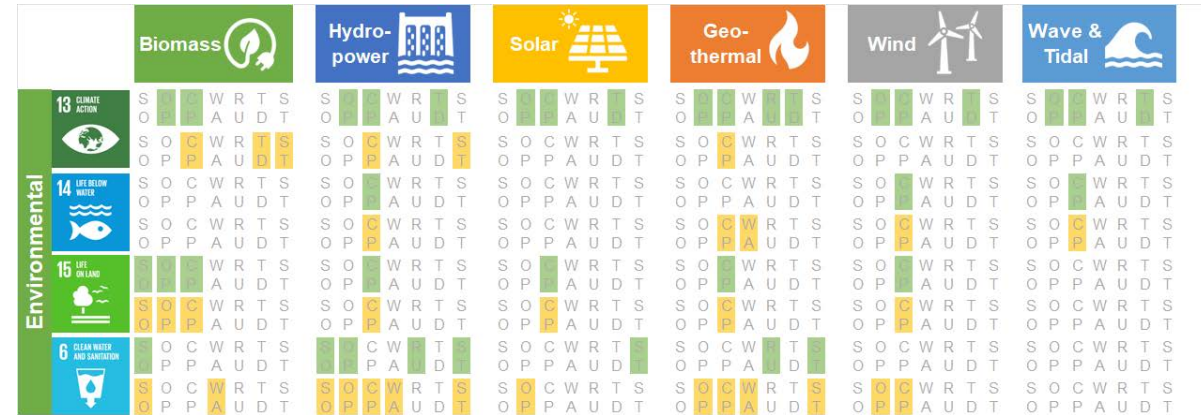 Biomass
Hydro-
power
Solar
Geo-
thermal
Wind
Wave &
Tidal
Environmental
13 CLIMATE
ACTION
S O C W R T S S O C W R T S S O C W R T S S O C W R T S S O C W R T S S O C W R T S
O P P A U D T O P P A U D T O P P A U D T O P P A U D T O P P A U D T O P P A U D T
S O C W R T S S O C W R T S S O C W R T S S O C W R T S S O C W R T S S O C W R T S
O P P A U D T O P P A U D T O P P A U D T O P P A U D T O P P A U D T O P P A U D T
14 LIFE BELOW
WATER
S O C W R T S S O C W R T S S O C W R T S S O C W R T S S O C W R T S S O C W R T S
O P P A U D T O P P A U D T O P P A U D T O P P A U D T O P P A U D T O P P A U D T
S O C W R T S S O C W R T S S O C W R T S S O C W R T S S O C W R T S S O C W R T S
O P P A U D T O P P A U D T O P P A U D T O P P A U D T O P P A U D T O P P A U D T
15 LIFE
ON LAND
S O C W R T S S O C W R T S S O C W R T S S O C W R T S S O C W R T S S O C W R T S
O P P A U D T O P P A U D T O P P A U D T O P P A U D T O P P A U D T O P P A U D T
S O C W R T S S O C W R T S S O C W R T S S O C W R T S S O C W R T S S O C W R T S
O P P A U D T O P P A U D T O P P A U D T O P P A U D T O P P A U D T O P P A U D T
6 CLEAN WATER
AND SANITATION
S O C W R T S S O C W R T S S O C W R T S S O C W R T S S O C W R T S S O C W R T S
O P P A U D T O P P A U D T O P P A U D T O P P A U D T O P P A U D T O P P A U D T
S O C W R T S S O C W R T S S O C W R T S S O C W R T S S O C W R T S S O C W R T S
O P P A U D T O P P A U D T O P P A U D T O P P A U D T O P P A U D T O P P A U D T